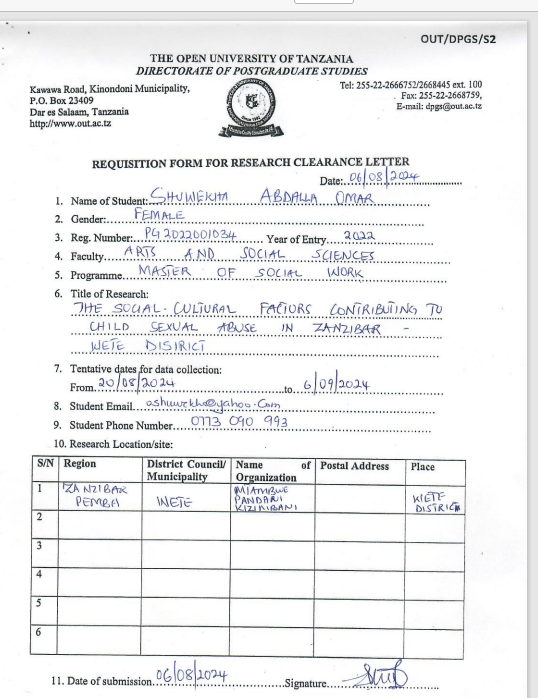 OUT/DPGS/S2
THE OPEN UNIVERSITY OF TANZANIA
DIRECTORATE OF POSTGRADUATE STUDIES
Kawawa Road, Kinondoni Municipality,
P.O. Box 23409
Dar es Salaam, Tanzania
http://www.out.ac.tz
Tel: 255-22-2666752/2668445 ext. 100
Fax: 255-22-2668759,
E-mail: dpgs@out.ac.tz
REQUISITION FORM FOR RESEARCH CLEARANCE LETTER
Date: 06/08/2024
1. Name of Student: SHUWEKHA ABDALLA OMAR
2. Gender: FEMALE
3. Reg. Number: PG2022001034 Year of Entry 2022
4. Faculty ARTS AND SOCIAL SCIENCES
5. Programme MASTER OF SOCIAL WORK
6. Title of Research:
THE SOCIAL-CULTURAL FACTORS CONTRIBUTING TO
CHILD SEXUAL ABUSE IN ZANZIBAR -
WETE DISTRICT
7. Tentative dates for data collection:
From 20/08/2024 to 6/09/2024
8. Student Email ashuwekha@yahoo.com
9. Student Phone Number 0773 090 993
10. Research Location/site:
S/N Region District Council/ Municipality Name of Organization Postal Address Place
1 ZANZIBAR PEMBA WETE MJAMBWE PANDANI KIZIMBANI WETE DISTRICT
2
3
4
5
6
11. Date of submission 06/08/2024 Signature